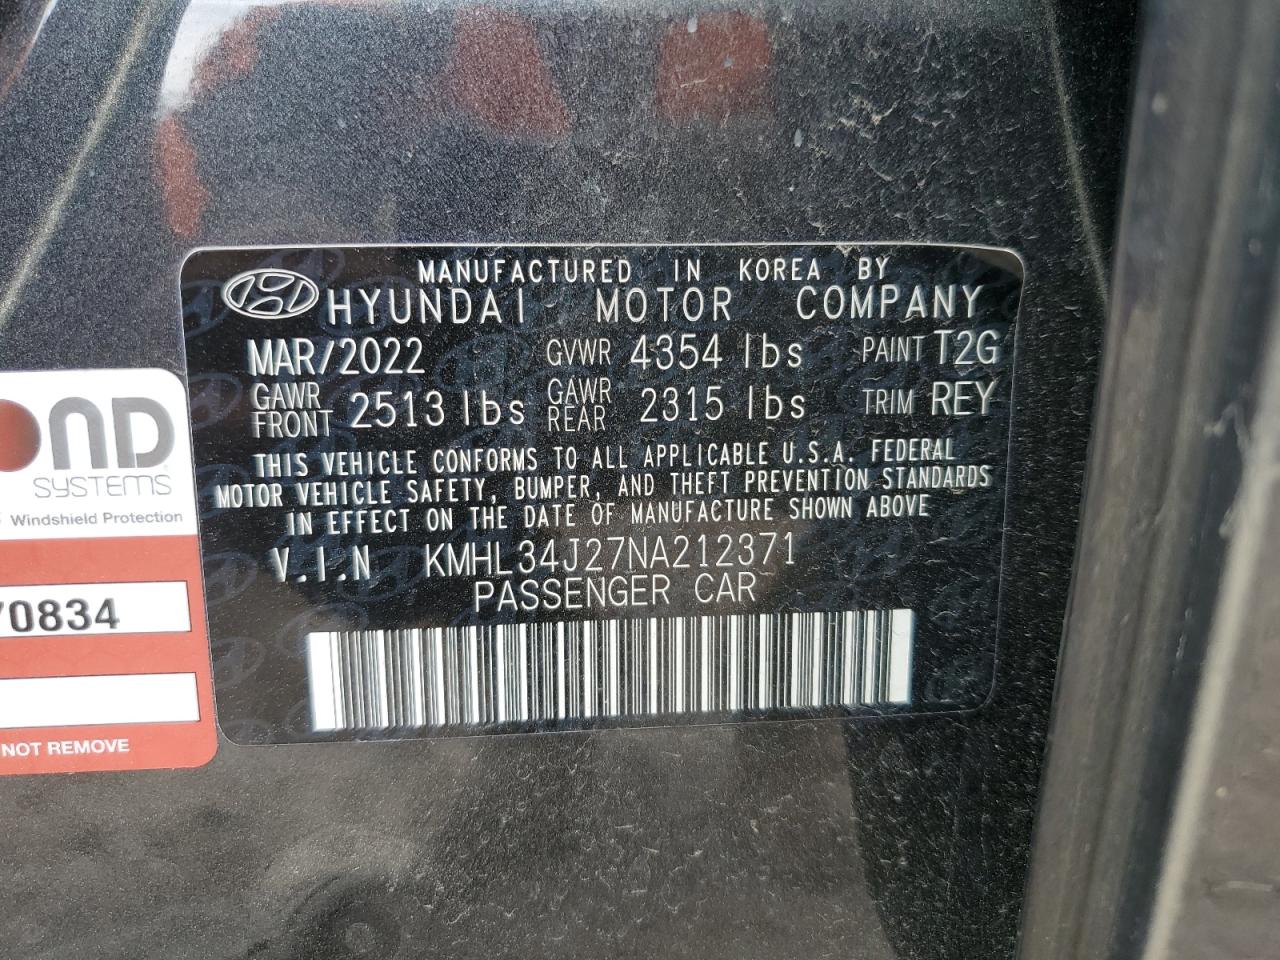 MANUFACTURED IN KOREA BY
HYUNDAI MOTOR COMPANY
MAR/2022 GVWR 4354 lbs PAINT T2G
GAWR FRONT 2513 lbs GAWR REAR 2315 lbs TRIM REY
THIS VEHICLE CONFORMS TO ALL APPLICABLE U.S.A. FEDERAL
MOTOR VEHICLE SAFETY, BUMPER, AND THEFT PREVENTION STANDARDS
IN EFFECT ON THE DATE OF MANUFACTURE SHOWN ABOVE
V.I.N KMHL34J27NA212371
PASSENGER CAR
OND
SYSTEMS
Windshield Protection
70834
NOT REMOVE